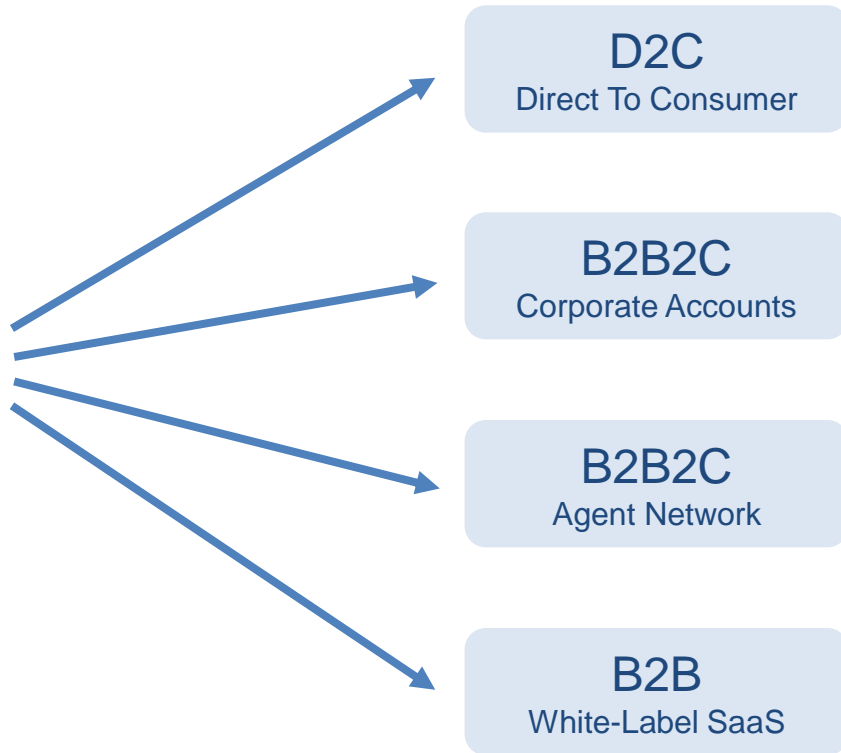 D2C
Direct To Consumer
B2B2C
Corporate Accounts
B2B2C
Agent Network
B2B
White-Label SaaS